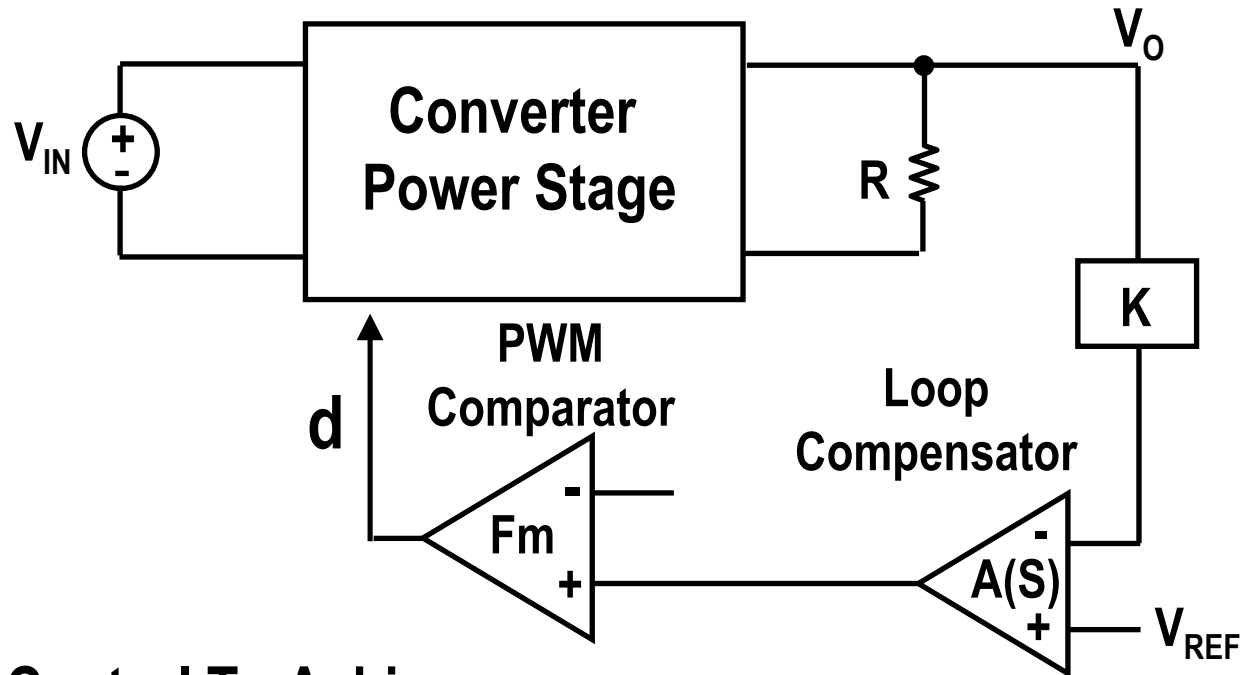 V_O
Converter
Power Stage
V_IN
+
-
R
K
PWM
Comparator
d
Loop
Compensator
-
Fm
+
-
A(S)
+
V_REF